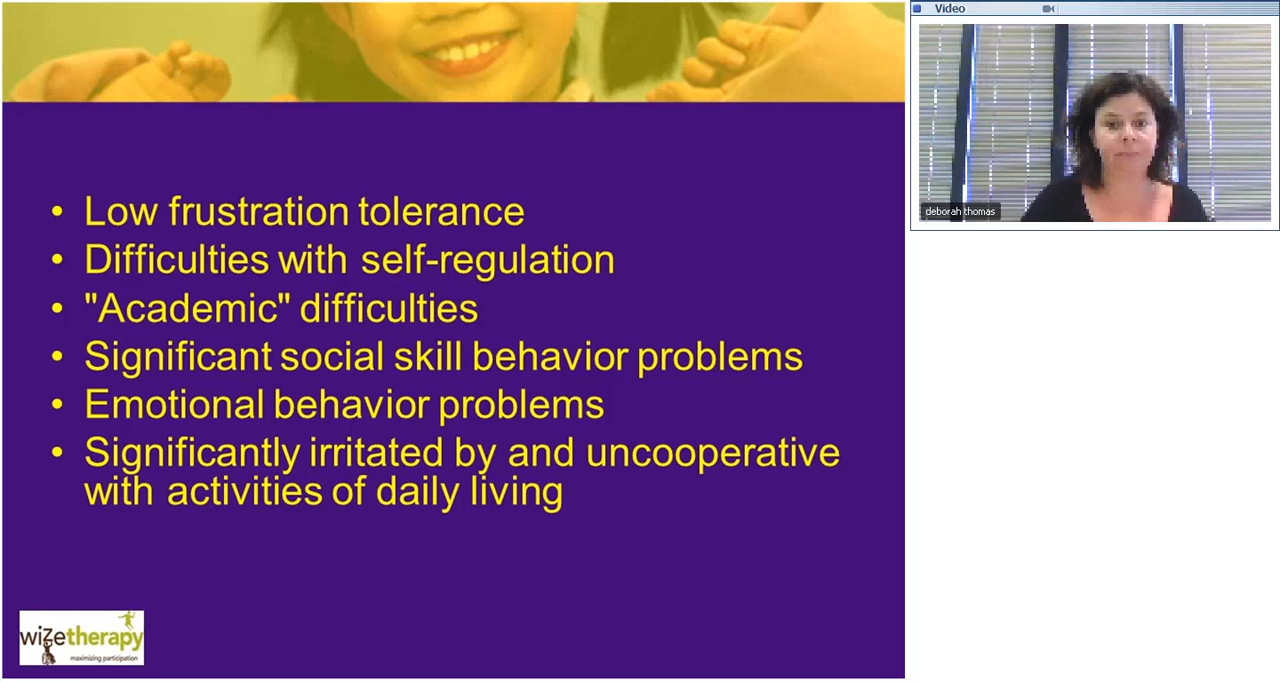 Low frustration tolerance
Difficulties with self-regulation
"Academic" difficulties
Significant social skill behavior problems
Emotional behavior problems
Significantly irritated by and uncooperative
with activities of daily living
wizetherapy
maximizing participation
Video
deborah thomas